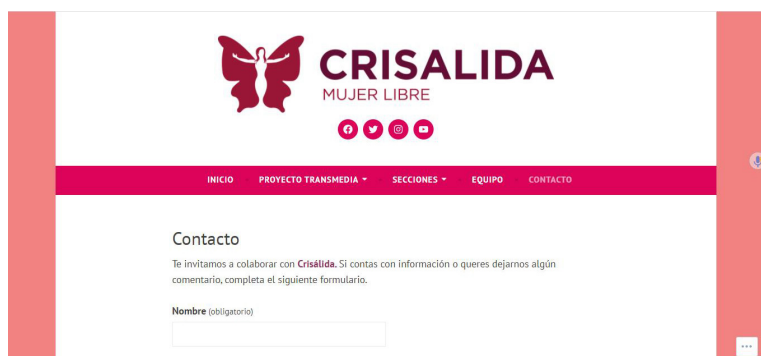 CRISALIDA
MUJER LIBRE
INICIO PROYECTO TRANSMEDIA SECCIONES EQUIPO CONTACTO
Contacto
Te invitamos a colaborar con Crisálida. Si contas con información o queres dejarnos algún
comentario, completa el siguiente formulario.
Nombre (obligatorio)